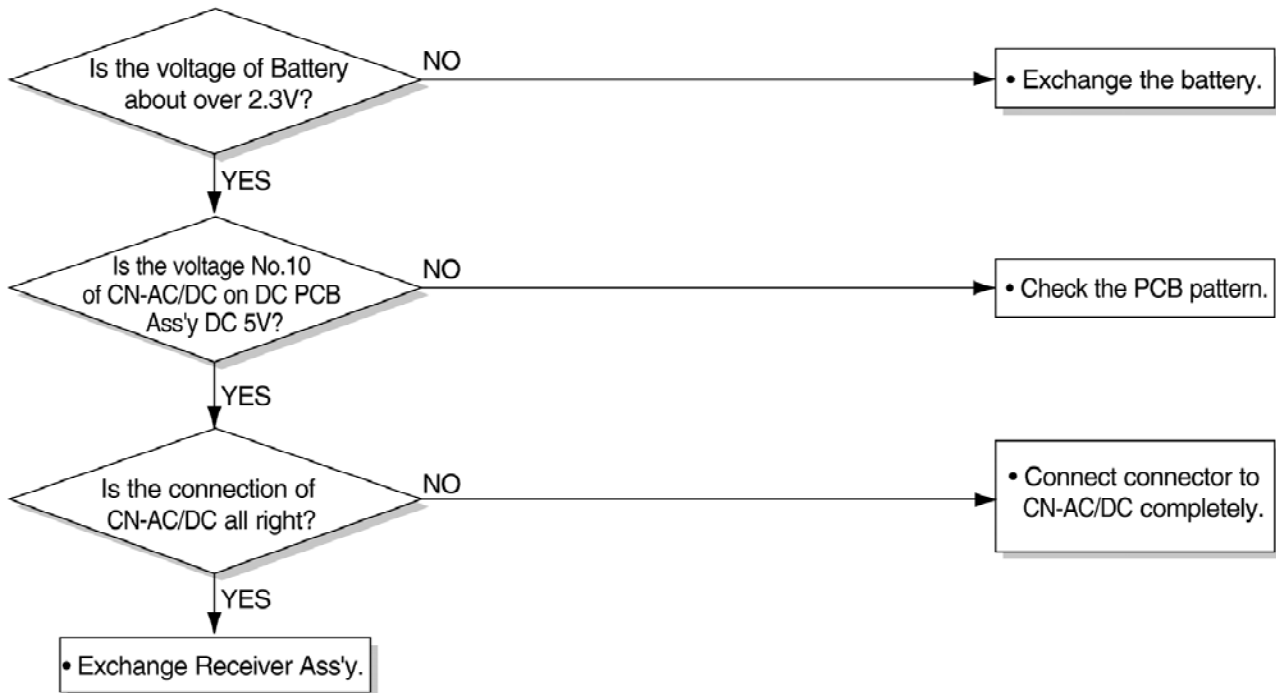 Is the voltage of Battery
about over 2.3V?
NO
• Exchange the battery.
YES
Is the voltage No.10
of CN-AC/DC on DC PCB
Ass'y DC 5V?
NO
• Check the PCB pattern.
YES
Is the connection of
CN-AC/DC all right?
NO
• Connect connector to
CN-AC/DC completely.
YES
• Exchange Receiver Ass'y.